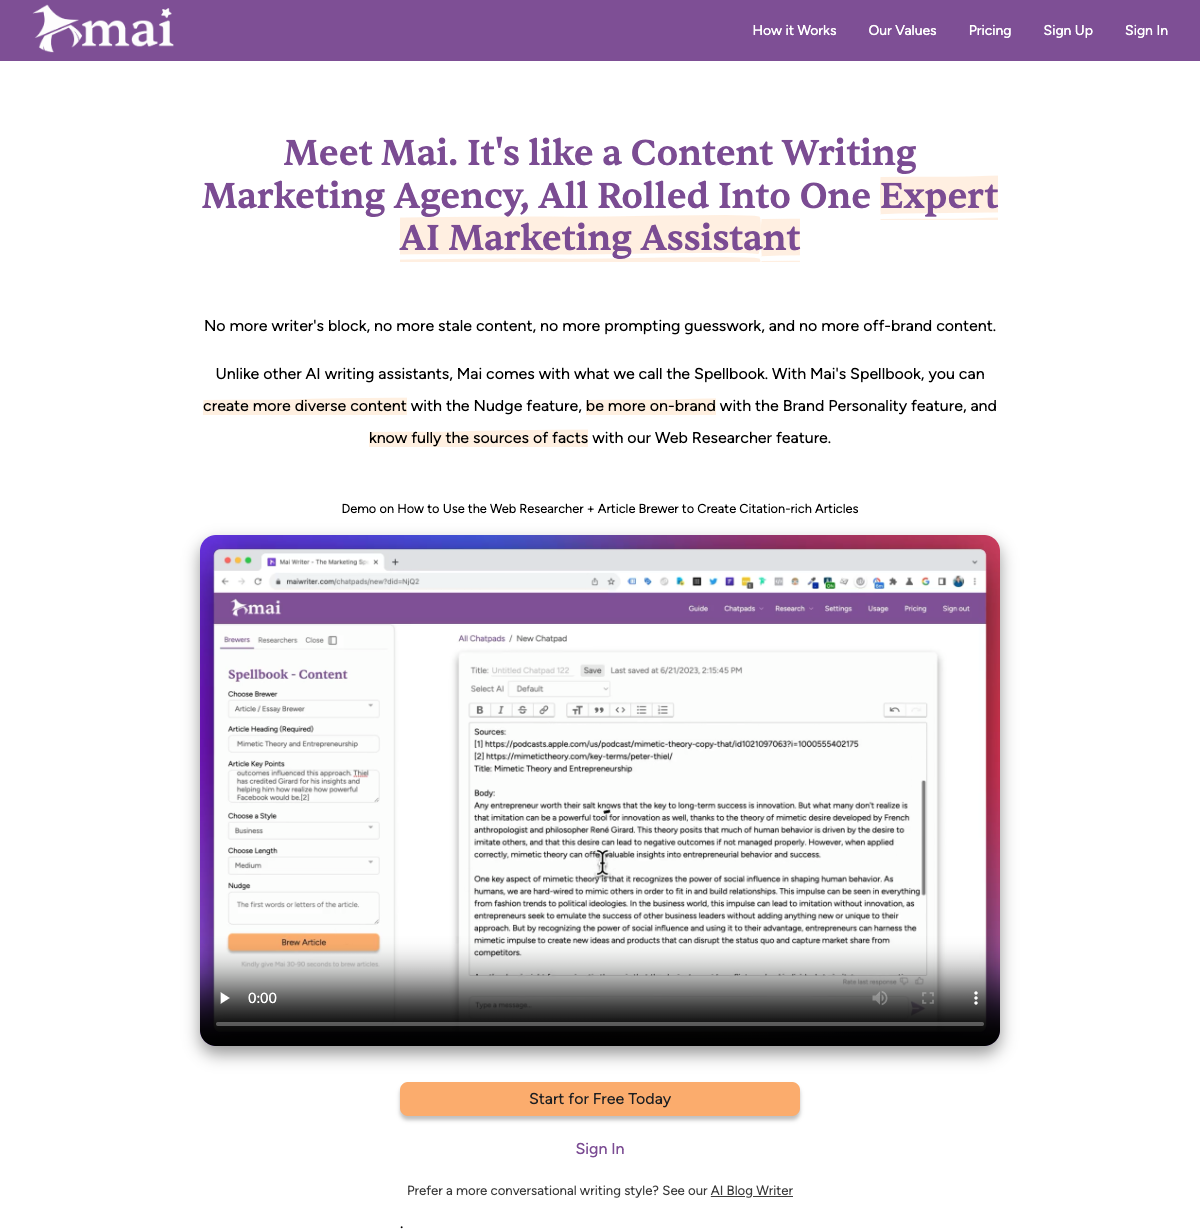 mai
How it Works
Our Values
Pricing
Sign Up
Sign In
Meet Mai. It's like a Content Writing
Marketing Agency, All Rolled Into One Expert
AI Marketing Assistant
No more writer's block, no more stale content, no more prompting guesswork, and no more off-brand content.
Unlike other AI writing assistants, Mai comes with what we call the Spellbook. With Mai's Spellbook, you can
create more diverse content with the Nudge feature, be more on-brand with the Brand Personality feature, and
know fully the sources of facts with our Web Researcher feature.
Demo on How to Use the Web Researcher + Article Brewer to Create Citation-rich Articles
Mai Writer - The Marketing Sp
maiwriter.com/chatpads/new?did=NjQ2
mai
Guide
Chatpads
Research
Settings
Usage
Pricing
Sign out
Brewers
Researchers
Close
Spellbook - Content
Choose Brewer
Article / Essay Brewer
Article Heading (Required)
Mimetic Theory and Entrepreneurship
Article Key Points
outcomes influenced this approach. Thiel
has credited Girard for his insights and
helping him how realize how powerful
Facebook would be.[2]
Choose a Style
Business
Choose Length
Medium
Nudge
The first words or letters of the article.
Brew Article
Kindly give Mai 30-90 seconds to brew articles.
All Chatpads / New Chatpad
Title: Untitled Chatpad 122
Save
Last saved at 6/21/2023, 2:15:45 PM
Select AI
Default
Sources:
[1] https://podcasts.apple.com/us/podcast/mimetic-theory-copy-that/id1021097063?i=1000555402175
[2] https://mimetictheory.com/key-terms/peter-thiel/
Title: Mimetic Theory and Entrepreneurship
Body:
Any entrepreneur worth their salt knows that the key to long-term success is innovation. But what many don't realize is
that imitation can be a powerful tool for innovation as well, thanks to the theory of mimetic desire developed by French
anthropologist and philosopher René Girard. This theory posits that much of human behavior is driven by the desire to
imitate others, and that this desire can lead to negative outcomes if not managed properly. However, when applied
correctly, mimetic theory can offer valuable insights into entrepreneurial behavior and success.
One key aspect of mimetic theory is that it recognizes the power of social influence in shaping human behavior. As
humans, we are hard-wired to mimic others in order to fit in and build relationships. This impulse can be seen in everything
from fashion trends to political ideologies. In the business world, this impulse can lead to imitation without innovation, as
entrepreneurs seek to emulate the success of other business leaders without adding anything new or unique to their
approach. But by recognizing the power of social influence and using it to their advantage, entrepreneurs can harness the
mimetic impulse to create new ideas and products that can disrupt the status quo and capture market share from
competitors.
Rate last response
Type a message...
0:00
Start for Free Today
Sign In
Prefer a more conversational writing style? See our AI Blog Writer